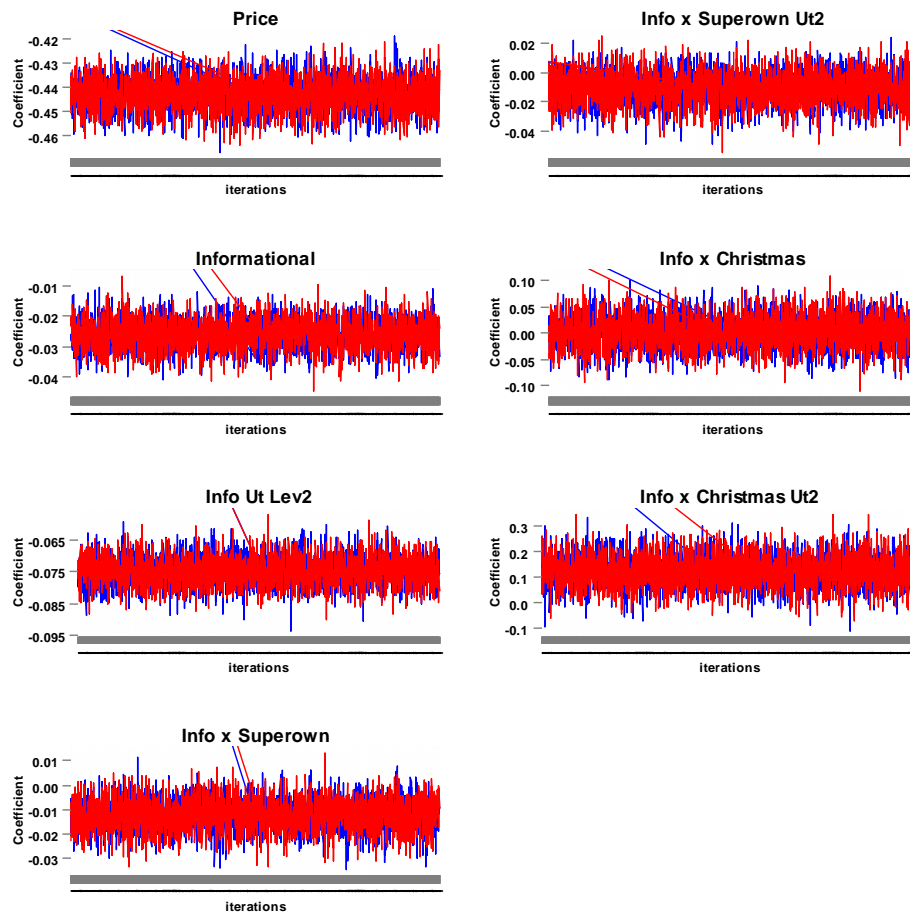 Price
Coefficient
-0.42
-0.43
-0.44
-0.45
-0.46
iterations
Info x Superown Ut2
Coefficient
0.02
0.00
-0.02
-0.04
iterations
Informational
Coefficient
-0.01
-0.02
-0.03
-0.04
iterations
Info x Christmas
Coefficient
0.10
0.05
0.00
-0.05
-0.10
iterations
Info Ut Lev2
Coefficient
-0.065
-0.075
-0.085
-0.095
iterations
Info x Christmas Ut2
Coefficient
0.3
0.2
0.1
0.0
-0.1
iterations
Info x Superown
Coefficient
0.01
0.00
-0.01
-0.02
-0.03
iterations